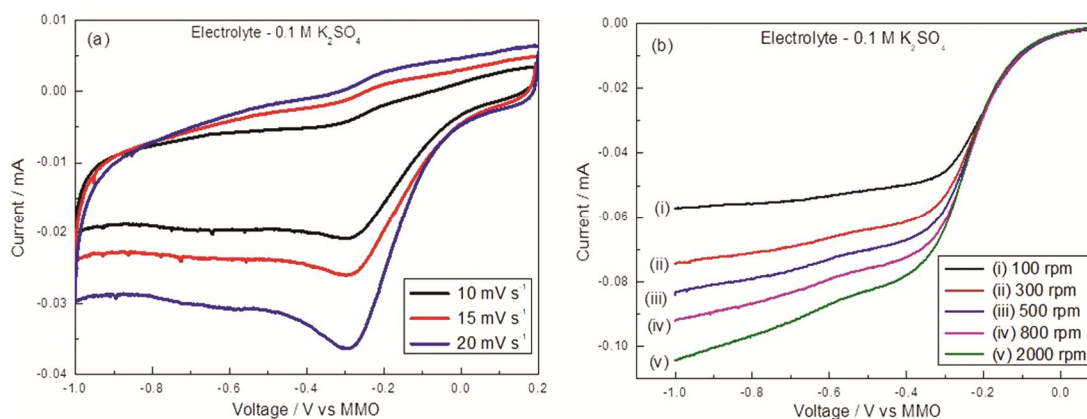 (a)
Electrolyte - 0.1 M K₂SO₄
0.01
0.00
-0.01
-0.02
-0.03
-0.04
Current / mA
10 mV s⁻¹
15 mV s⁻¹
20 mV s⁻¹
-1.0 -0.8 -0.6 -0.4 -0.2 0.0 0.2
Voltage / V vs MMO
(b)
Electrolyte - 0.1 M K₂SO₄
0.00
-0.02
-0.04
-0.06
-0.08
-0.10
Current / mA
(i)
(ii)
(iii)
(iv)
(v)
(i) 100 rpm
(ii) 300 rpm
(iii) 500 rpm
(iv) 800 rpm
(v) 2000 rpm
-1.0 -0.8 -0.6 -0.4 -0.2 0.0
Voltage / V vs MMO